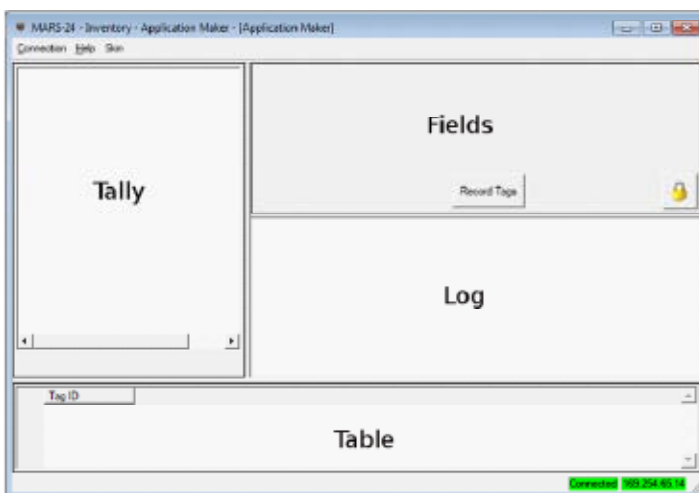 MARS-24 - Inventory - Application Maker - [Application Maker]
Connection Help Skin
Tally
Fields
Record Tags
Log
Tag ID
Table
Connected 169.254.65.14